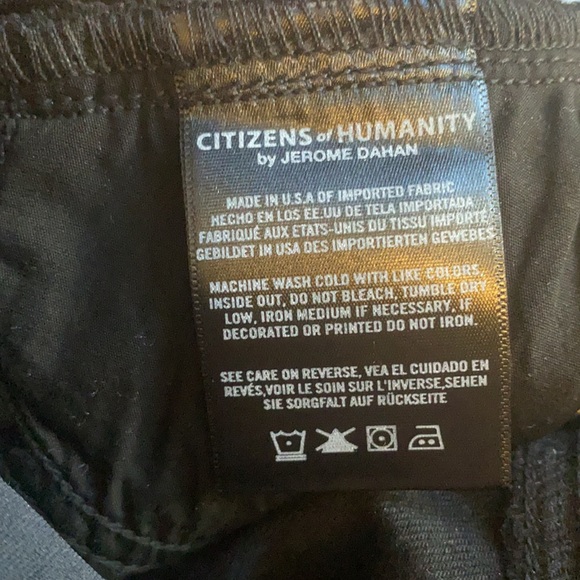 CITIZENS of HUMANITY
by JEROME DAHAN
MADE IN U.S.A OF IMPORTED FABRIC
HECHO EN LOS EE.UU DE TELA IMPORTADA
FABRIQUÉ AUX ETATS-UNIS DU TISSU IMPORTÉ
GEBILDET IN USA DES IMPORTIERTEN GEWEBES
MACHINE WASH COLD WITH LIKE COLORS,
INSIDE OUT, DO NOT BLEACH, TUMBLE DRY
LOW, IRON MEDIUM IF NECESSARY, IF
DECORATED OR PRINTED DO NOT IRON.
SEE CARE ON REVERSE, VEA EL CUIDADO EN
REVÉS,VOIR LE SOIN SUR L'INVERSE,SEHEN
SIE SORGFALT AUF RÜCKSEITE